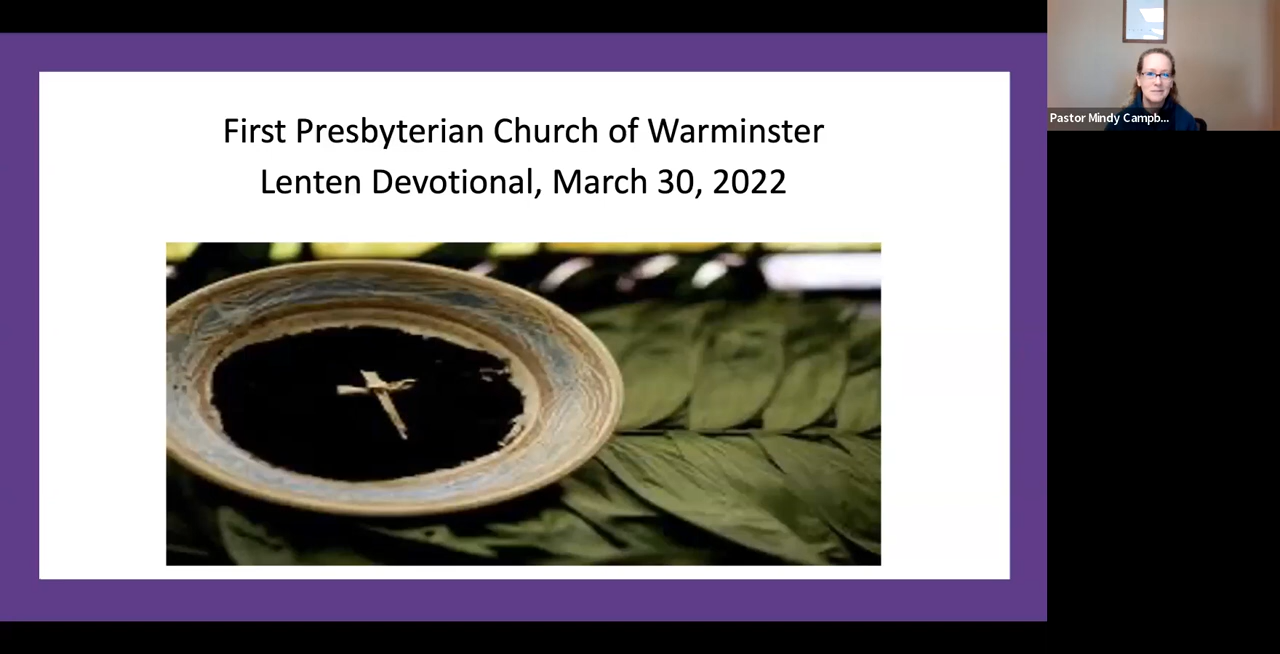 First Presbyterian Church of Warminster
Lenten Devotional, March 30, 2022
Pastor Mindy Campb...